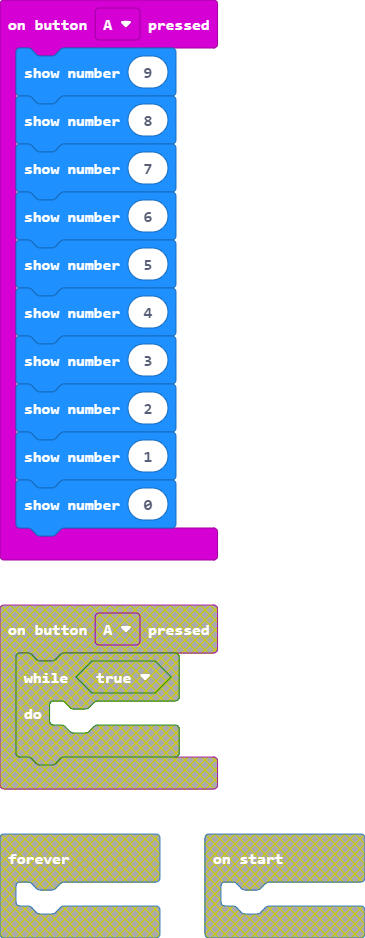 on button A pressed
show number 9
show number 8
show number 7
show number 6
show number 5
show number 4
show number 3
show number 2
show number 1
show number 0
on button A pressed
while true
do
forever
on start